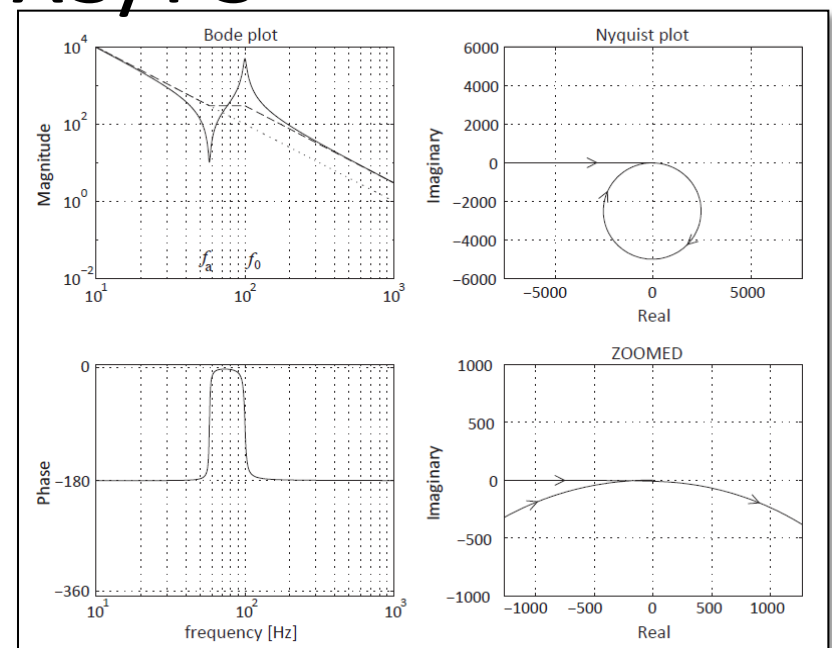 Bode plot
Magnitude
10^4
10^2
10^0
10^-2
f_a
f_0
10^1
10^2
10^3
Nyquist plot
Imaginary
6000
4000
2000
0
−2000
−4000
−6000
−5000
0
5000
Real
Phase
0
−180
−360
10^1
10^2
10^3
frequency [Hz]
ZOOMED
Imaginary
1000
500
0
−500
−1000
−1000
−500
0
500
1000
Real